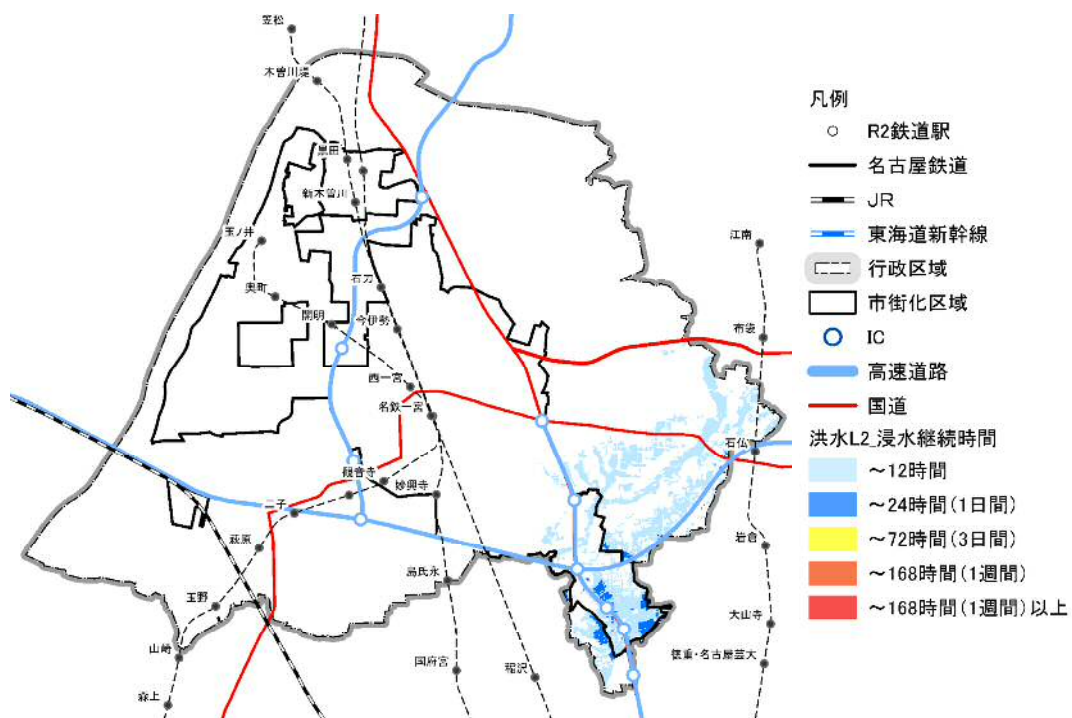 笠松
木曽川堤
黒田
新木曽川
玉ノ井
江南
石刀
奥町
開明
今伊勢
布袋
西一宮
名鉄一宮
石仏
観音寺
妙興寺
二子
萩原
岩倉
島氏永
玉野
大山寺
山崎
国府宮
稲沢
徳重・名古屋芸大
森上
凡例
R2鉄道駅
名古屋鉄道
JR
東海道新幹線
行政区域
市街化区域
IC
高速道路
国道
洪水L2_浸水継続時間
～12時間
～24時間(1日間)
～72時間(3日間)
～168時間(1週間)
～168時間(1週間)以上